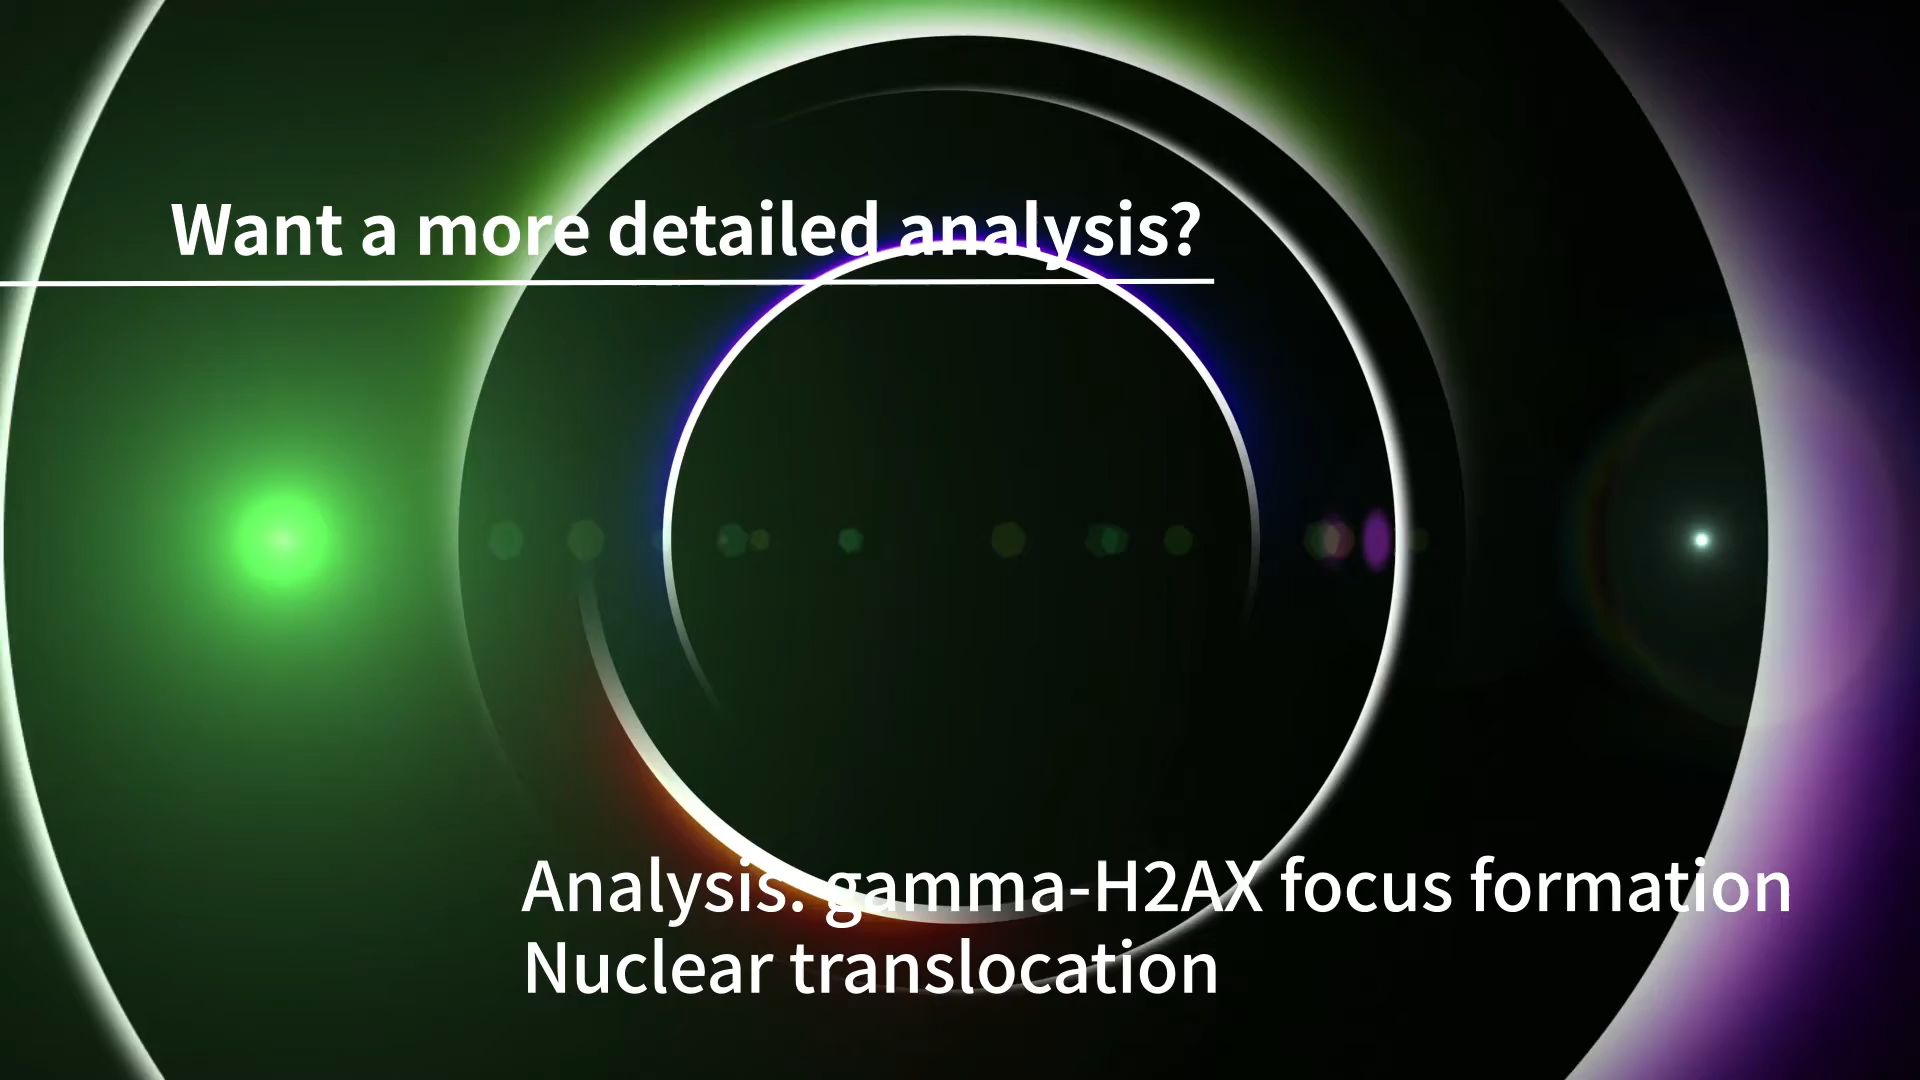 Want a more detailed analysis?
Analysis: gamma-H2AX focus formation
Nuclear translocation